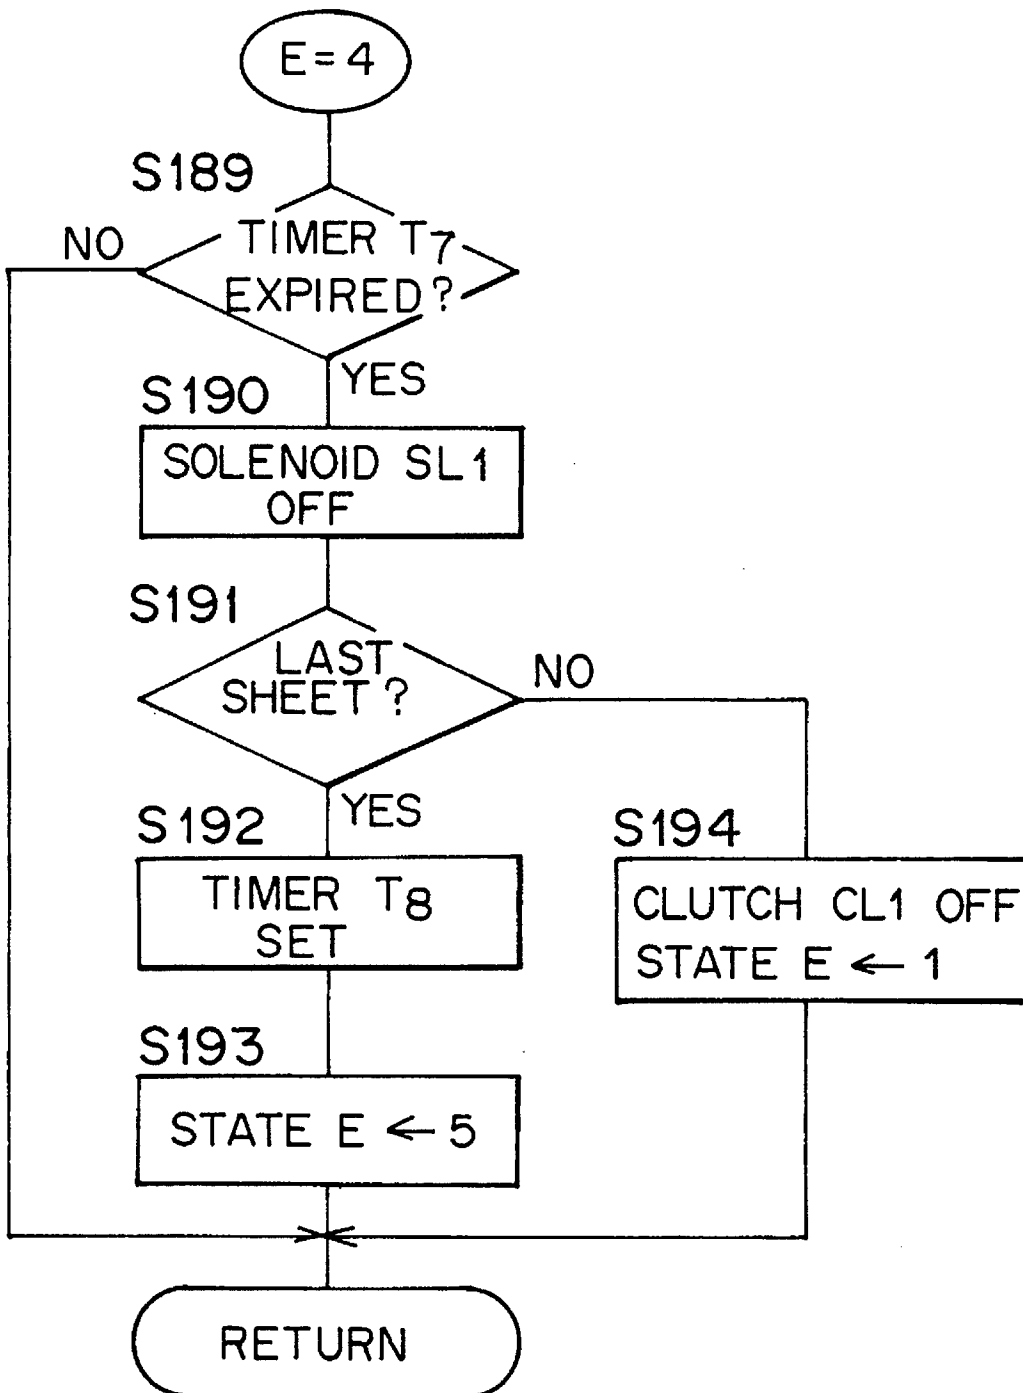 E=4
S189
NO
TIMER T7
EXPIRED?
YES
S190
SOLENOID SL1
OFF
S191
LAST
SHEET?
NO
YES
S192
TIMER T8
SET
S194
CLUTCH CL1 OFF
STATE E ← 1
S193
STATE E ← 5
RETURN